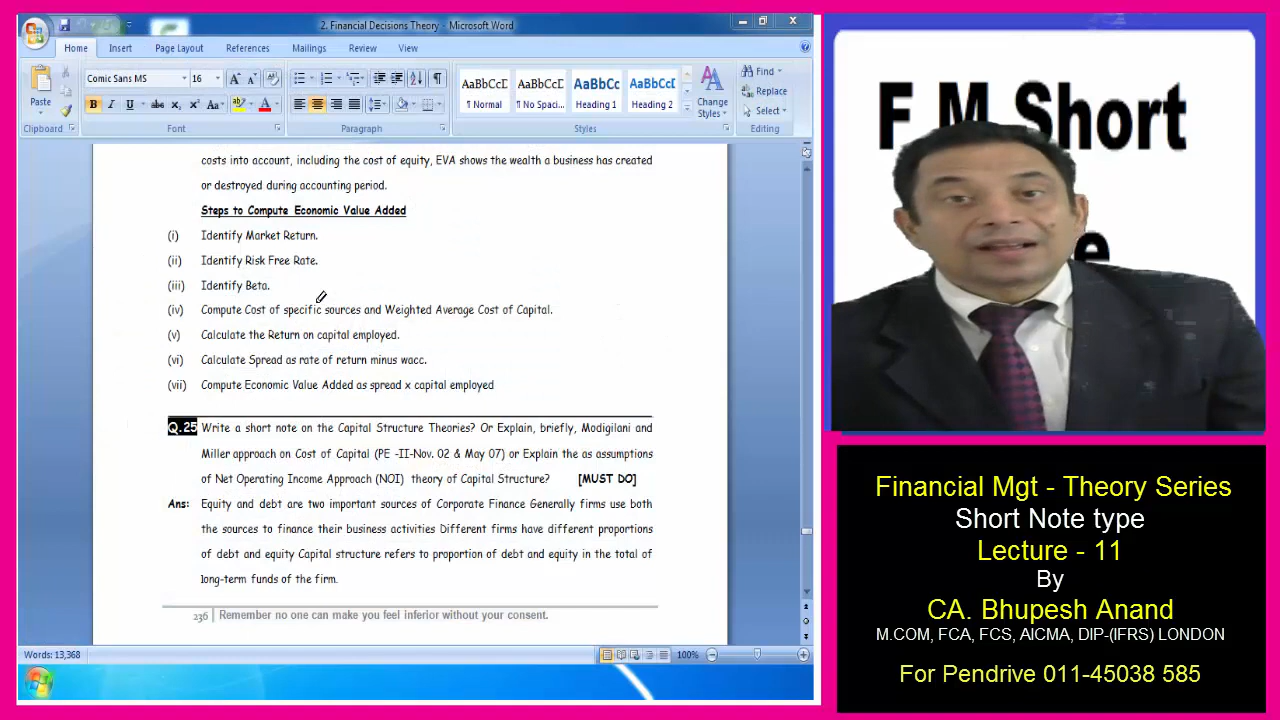 2. Financial Decisions Theory - Microsoft Word
Home Insert Page Layout References Mailings Review View
Comic Sans MS 16
Paste
Clipboard Font Paragraph Styles Editing
AaBbCcD AaBbCcD AaBbCc AaBbCcI
¶ Normal ¶ No Spaci... Heading 1 Heading 2
Change Styles
Find
Replace
Select
costs into account, including the cost of equity, EVA shows the wealth a business has created
or destroyed during accounting period.
Steps to Compute Economic Value Added
(i) Identify Market Return.
(ii) Identify Risk Free Rate.
(iii) Identify Beta.
(iv) Compute Cost of specific sources and Weighted Average Cost of Capital.
(v) Calculate the Return on capital employed.
(vi) Calculate Spread as rate of return minus wacc.
(vii) Compute Economic Value Added as spread x capital employed
Q.25 Write a short note on the Capital Structure Theories? Or Explain, briefly, Modigilani and
Miller approach on Cost of Capital (PE -II-Nov. 02 & May 07) or Explain the as assumptions
of Net Operating Income Approach (NOI) theory of Capital Structure? [MUST DO]
Ans: Equity and debt are two important sources of Corporate Finance Generally firms use both
the sources to finance their business activities Different firms have different proportions
of debt and equity Capital structure refers to proportion of debt and equity in the total of
long-term funds of the firm.
236 Remember no one can make you feel inferior without your consent.
Words: 13,368
100%
F M Short
e
Financial Mgt - Theory Series
Short Note type
Lecture - 11
By
CA. Bhupesh Anand
M.COM, FCA, FCS, AICMA, DIP-(IFRS) LONDON
For Pendrive 011-45038 585